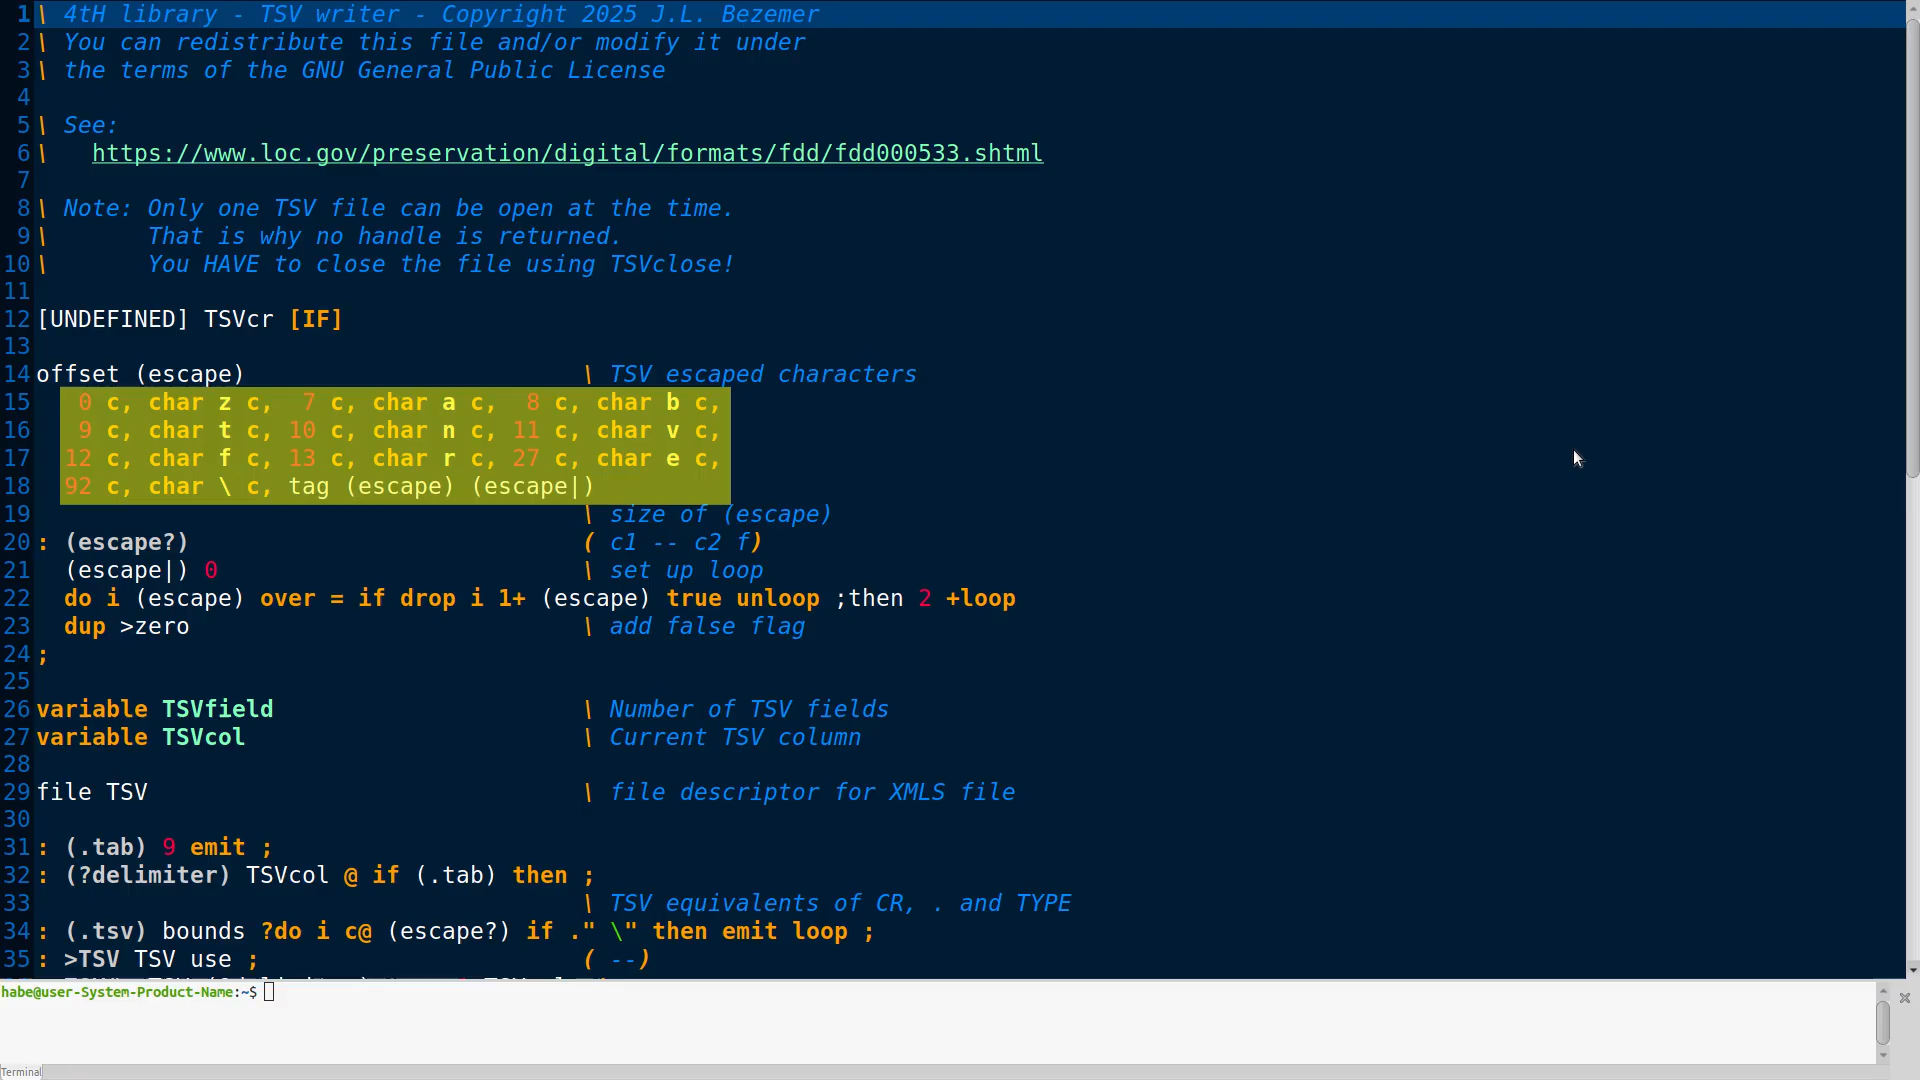 1 \ 4tH library - TSV writer - Copyright 2025 J.L. Bezemer
2 \ You can redistribute this file and/or modify it under
3 \ the terms of the GNU General Public License
4
5 \ See:
6 \   https://www.loc.gov/preservation/digital/formats/fdd/fdd000533.shtml
7
8 \ Note: Only one TSV file can be open at the time.
9 \       That is why no handle is returned.
10 \       You HAVE to close the file using TSVclose!
11
12 [UNDEFINED] TSVcr [IF]
13
14 offset (escape)                        \ TSV escaped characters
15    0 c, char z c,  7 c, char a c,  8 c, char b c,
16    9 c, char t c, 10 c, char n c, 11 c, char v c,
17   12 c, char f c, 13 c, char r c, 27 c, char e c,
18   92 c, char \ c, tag (escape) (escape|)
19                                        \ size of (escape)
20 : (escape?)                            ( c1 -- c2 f)
21   (escape|) 0                          \ set up loop
22   do i (escape) over = if drop i 1+ (escape) true unloop ;then 2 +loop
23   dup >zero                            \ add false flag
24 ;
25
26 variable TSVfield                      \ Number of TSV fields
27 variable TSVcol                        \ Current TSV column
28
29 file TSV                               \ file descriptor for XMLS file
30
31 : (.tab) 9 emit ;
32 : (?delimiter) TSVcol @ if (.tab) then ;
33                                        \ TSV equivalents of CR, . and TYPE
34 : (.tsv) bounds ?do i c@ (escape?) if ." \" then emit loop ;
35 : >TSV TSV use ;                       ( --)
habe@user-System-Product-Name:~$
Terminal